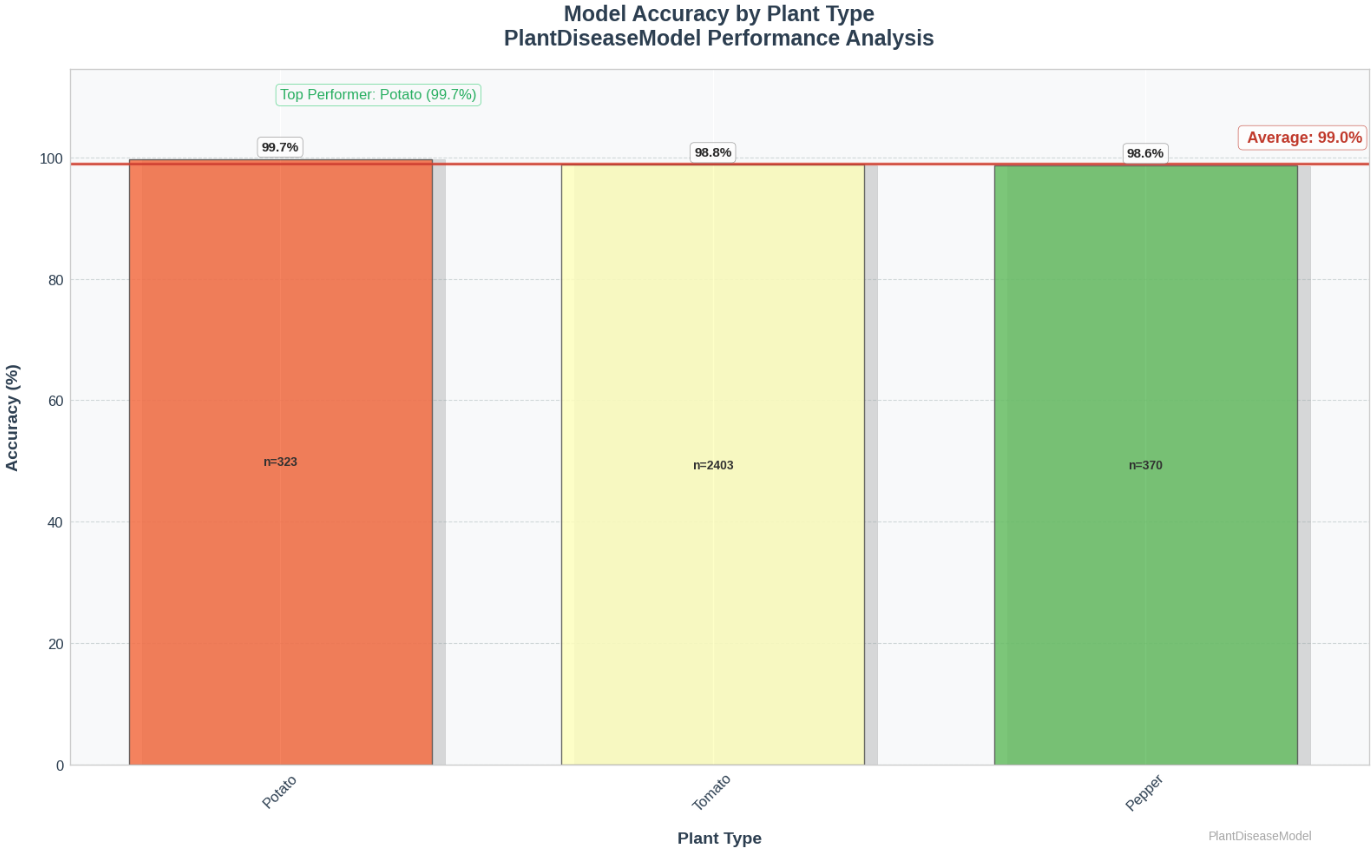 Model Accuracy by Plant Type
PlantDiseaseModel Performance Analysis
Top Performer: Potato (99.7%)
Average: 99.0%
99.7%
98.8%
98.6%
100
80
60
40
20
0
Accuracy (%)
n=323
n=2403
n=370
Potato
Tomato
Pepper
Plant Type
PlantDiseaseModel